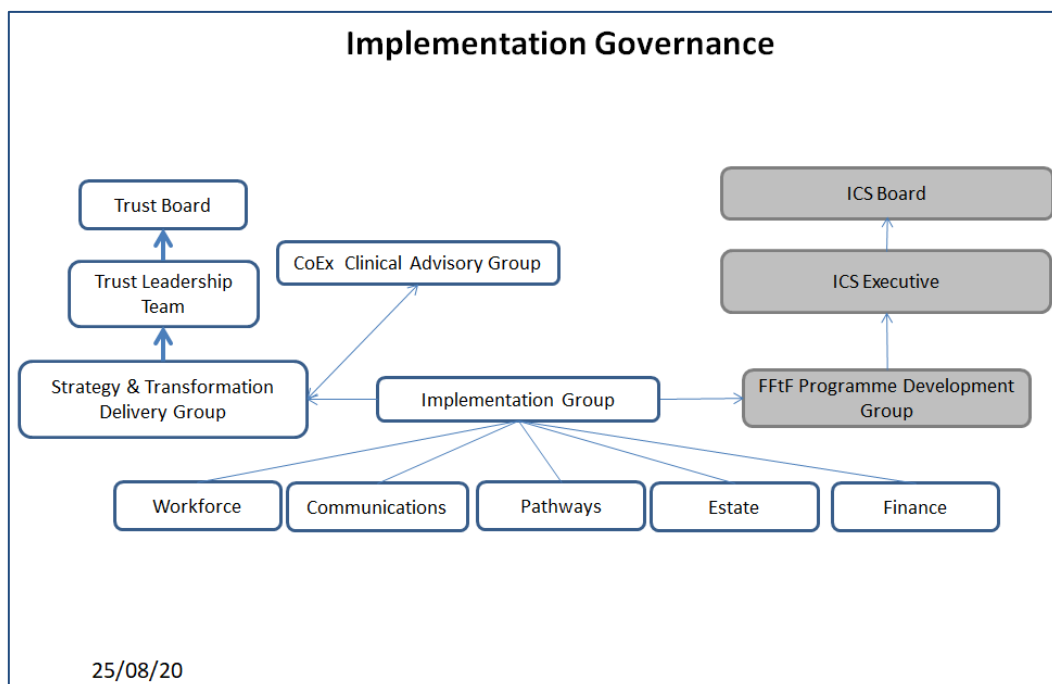 Implementation Governance
Trust Board
ICS Board
CoEx Clinical Advisory Group
Trust Leadership
Team
ICS Executive
Strategy & Transformation
Delivery Group
Implementation Group
FFtF Programme Development
Group
Workforce
Communications
Pathways
Estate
Finance
25/08/20